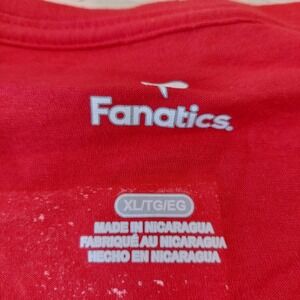 Fanatics.
XL/TG/EG
MADE IN NICARAGUA
FABRIQUÉ AU NICARAGUA
HECHO EN NICARAGUA